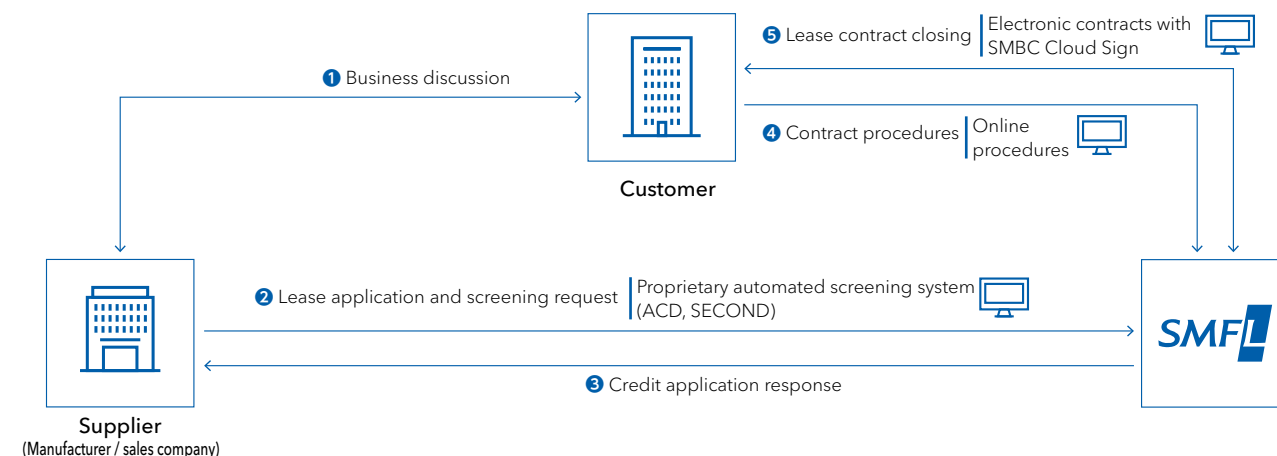 ❺ Lease contract closing
Electronic contracts with
SMBC Cloud Sign
❶ Business discussion
❹ Contract procedures
Online
procedures
Customer
❷ Lease application and screening request
Proprietary automated screening system
(ACD, SECOND)
SMFL
❸ Credit application response
Supplier
(Manufacturer / sales company)